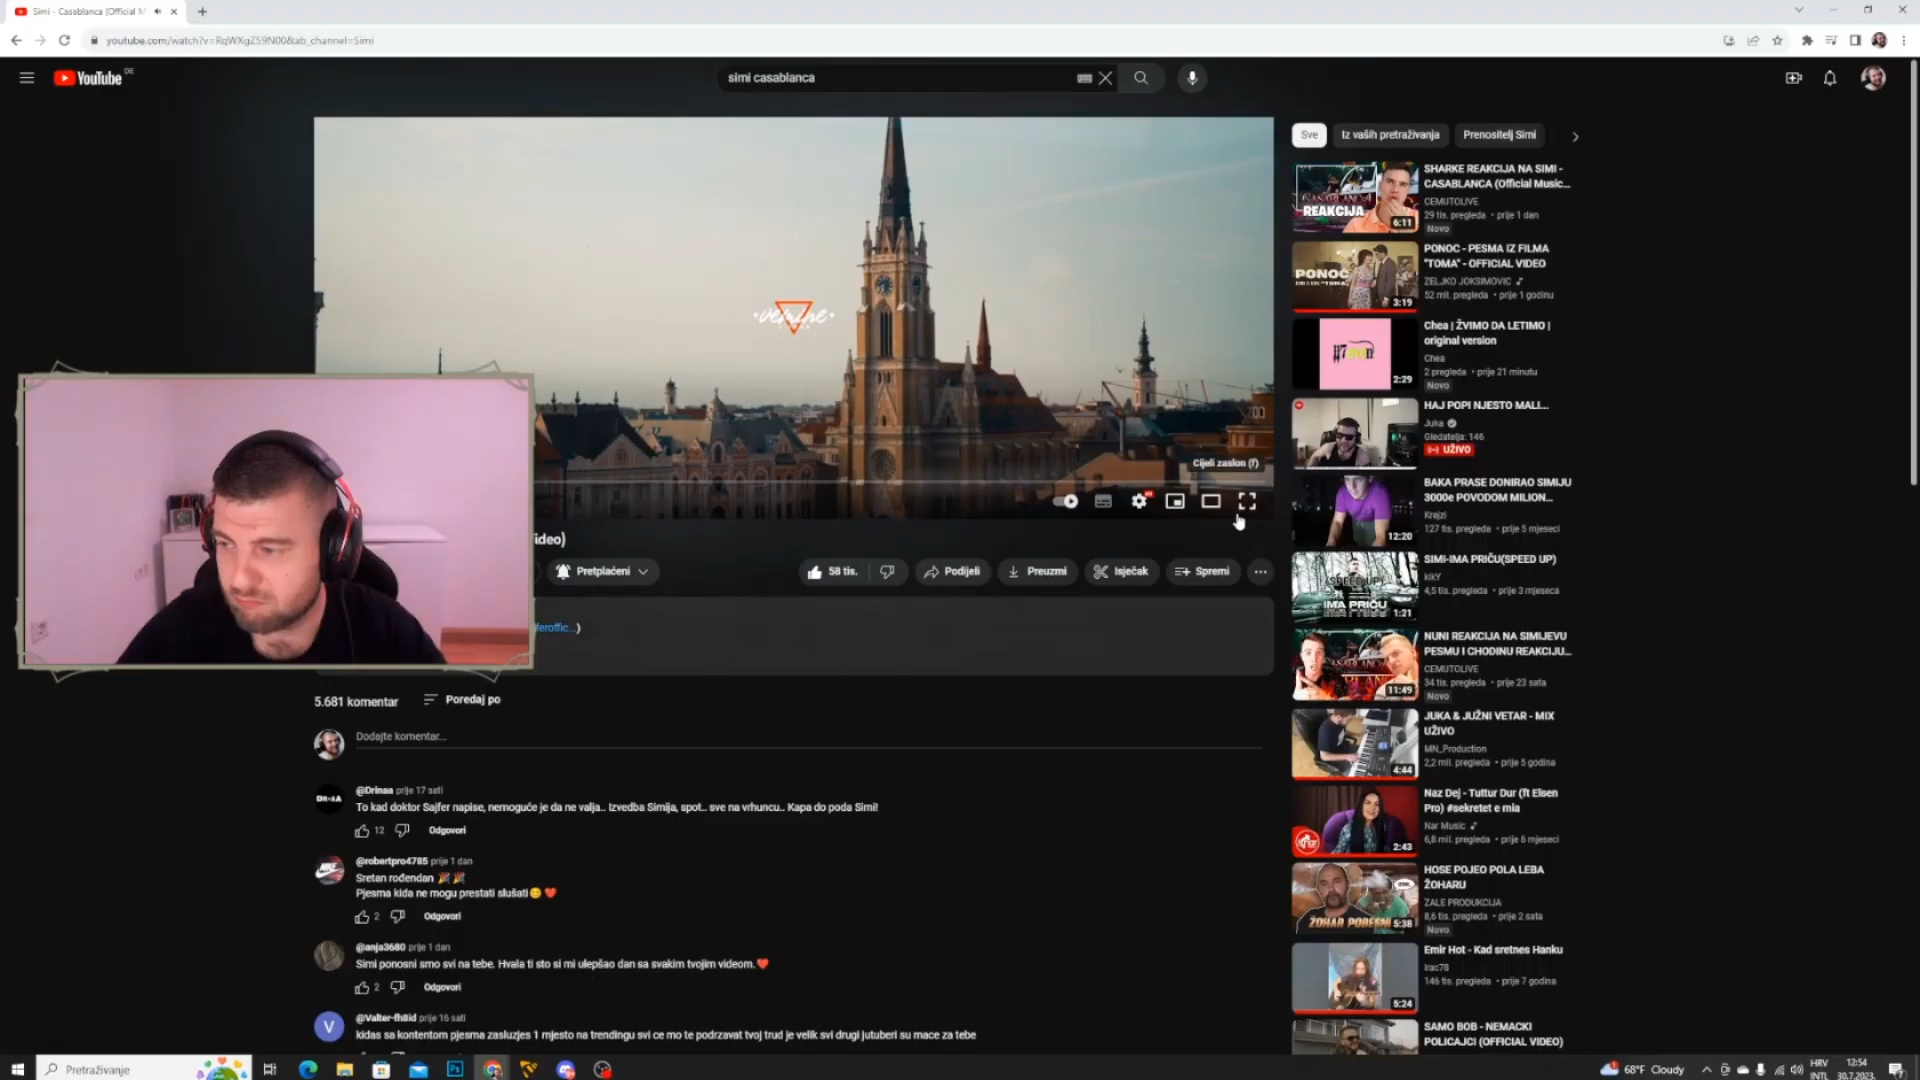 Simi - Casablanca (Official M
youtube.com/watch?v=RqWXgZ59N00&ab_channel=Simi
YouTube DE
simi casablanca
Sve
Iz vaših pretraživanja
Prenositelj Simi
Cijeli zaslon (f)
ideo)
Pretplaćeni
58 tis.
Podijeli
Preuzmi
Isječak
Spremi
feroffic...)
5.681 komentar
Poredaj po
Dodajte komentar...
@Drinaa prije 17 sati
To kad doktor Sajfer napise, nemoguće je da ne valja.. Izvedba Simija, spot.. sve na vrhuncu.. Kapa do poda Simi!
12
Odgovori
@robertpro4785 prije 1 dan
Sretan rođendan 🎉 🎉
Pjesma kida ne mogu prestati slušati😊 ❤️
2
Odgovori
@anja3680 prije 1 dan
Simi ponosni smo svi na tebe. Hvala ti sto si mi ulepšao dan sa svakim tvojim videom.❤️
2
Odgovori
V
@Valter-fh8id prije 16 sati
kidas sa kontentom pjesma zasluzjes 1 mjesto na trendingu svi ce mo te podrzavat tvoj trud je velik svi drugi jutuberi su mace za tebe
REAKCIJA
6:11
SHARKE REAKCIJA NA SIMI -
CASABLANCA (Official Music...
CEMUTOLIVE
29 tis. pregleda • prije 1 dan
Novo
PONOĆ
3:19
PONOC - PESMA IZ FILMA
"TOMA" - OFFICIAL VIDEO
ZELJKO JOKSIMOVIC
52 mil. pregleda • prije 1 godinu
2:29
Chea | ŽVIMO DA LETIMO |
original version
Chea
2 pregleda • prije 21 minutu
Novo
HAJ POPI NJESTO MALI...
Juka
Gledatelja: 146
UŽIVO
12:20
BAKA PRASE DONIRAO SIMIJU
3000e POVODOM MILION...
Krejzi
127 tis. pregleda • prije 5 mjeseci
SPEED UP
IMA PRIČU
1:21
SIMI-IMA PRIČU(SPEED UP)
kikY
4,5 tis. pregleda • prije 3 mjeseca
11:49
NUNI REAKCIJA NA SIMIJEVU
PESMU I CHODINU REAKCIJU...
CEMUTOLIVE
34 tis. pregleda • prije 23 sata
Novo
4:44
JUKA & JUŽNI VETAR - MIX
UŽIVO
MN_Production
2,2 mil. pregleda • prije 5 godina
2:43
Naz Dej - Tuttur Dur (ft Elsen
Pro) #sekretet e mia
Nar Music
6,8 mil. pregleda • prije 6 mjeseci
ŽOHAR POBESNI
5:38
HOSE POJEO POLA LEBA
ŽOHARU
ZALE PRODUKCIJA
8,6 tis. pregleda • prije 2 sata
Novo
5:24
Emir Hot - Kad sretnes Hanku
Irac78
146 tis. pregleda • prije 7 godina
SAMO BOB - NEMACKI
POLICAJCI (OFFICIAL VIDEO)
Pretraživanje
Ps
68°F Cloudy
HRV
INTL
12:54
30.7.2023.